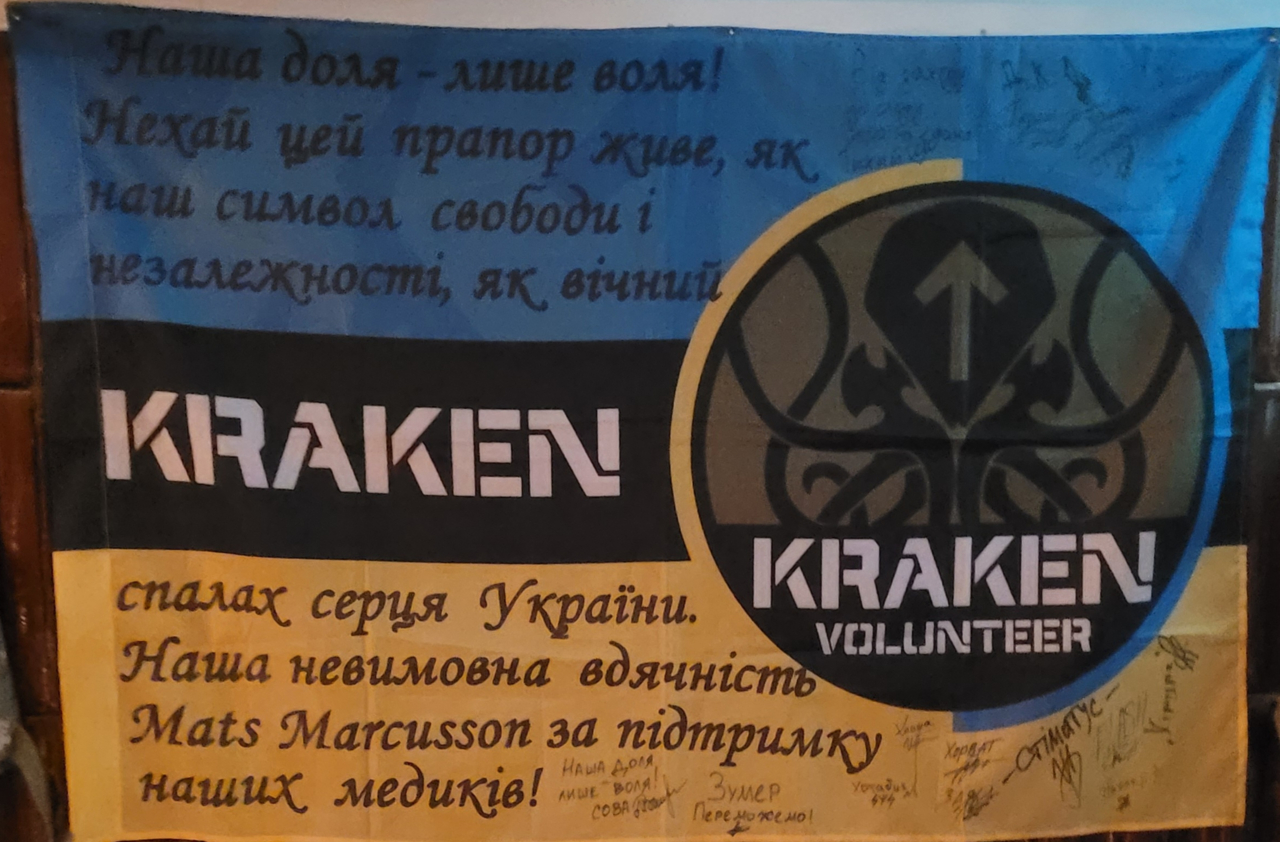 Наша доля - лише воля!
Нехай цей прапор живе, як
наш символ свободи і
незалежності, як вічний
KRAKEN
спалах серця України.
Наша невимовна вдячність
Mats Marcusson за підтримку
наших медиків!
KRAKEN
VOLUNTEER
НАША ДОЛЯ,
ЛИШЕ ВОЛЯ!
СОВА
Зумер
Переможемо!
ХОРВАТ
-СТІМАТУС-